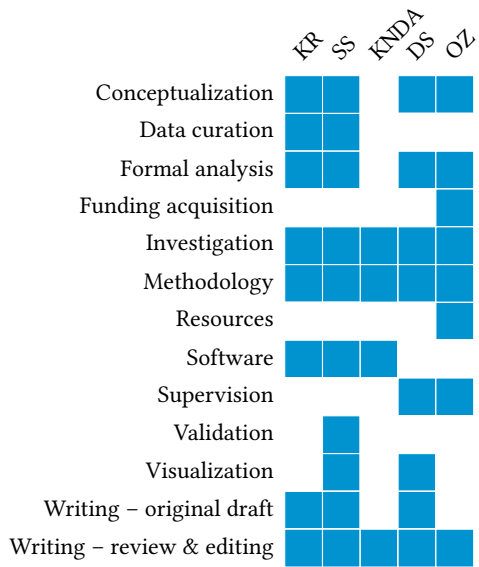 KR SS KNDA DS OZ
Conceptualization
Data curation
Formal analysis
Funding acquisition
Investigation
Methodology
Resources
Software
Supervision
Validation
Visualization
Writing – original draft
Writing – review & editing